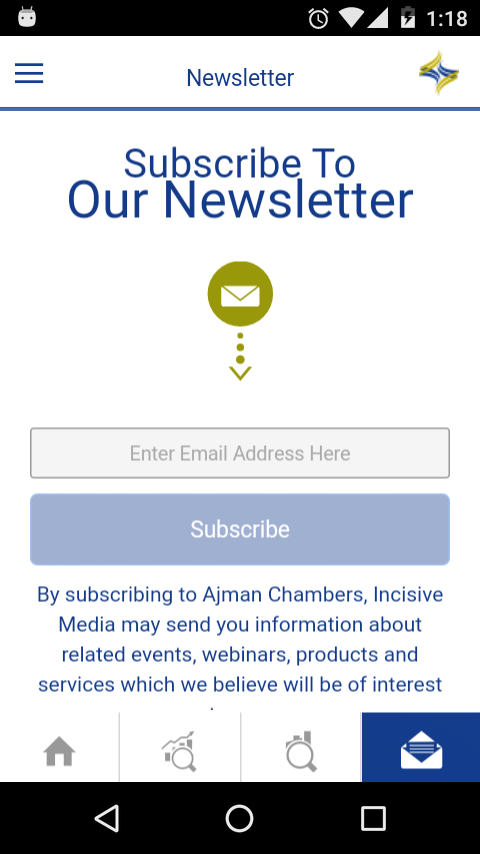 1:18
Newsletter
Subscribe To
Our Newsletter
Enter Email Address Here
Subscribe
By subscribing to Ajman Chambers, Incisive
Media may send you information about
related events, webinars, products and
services which we believe will be of interest